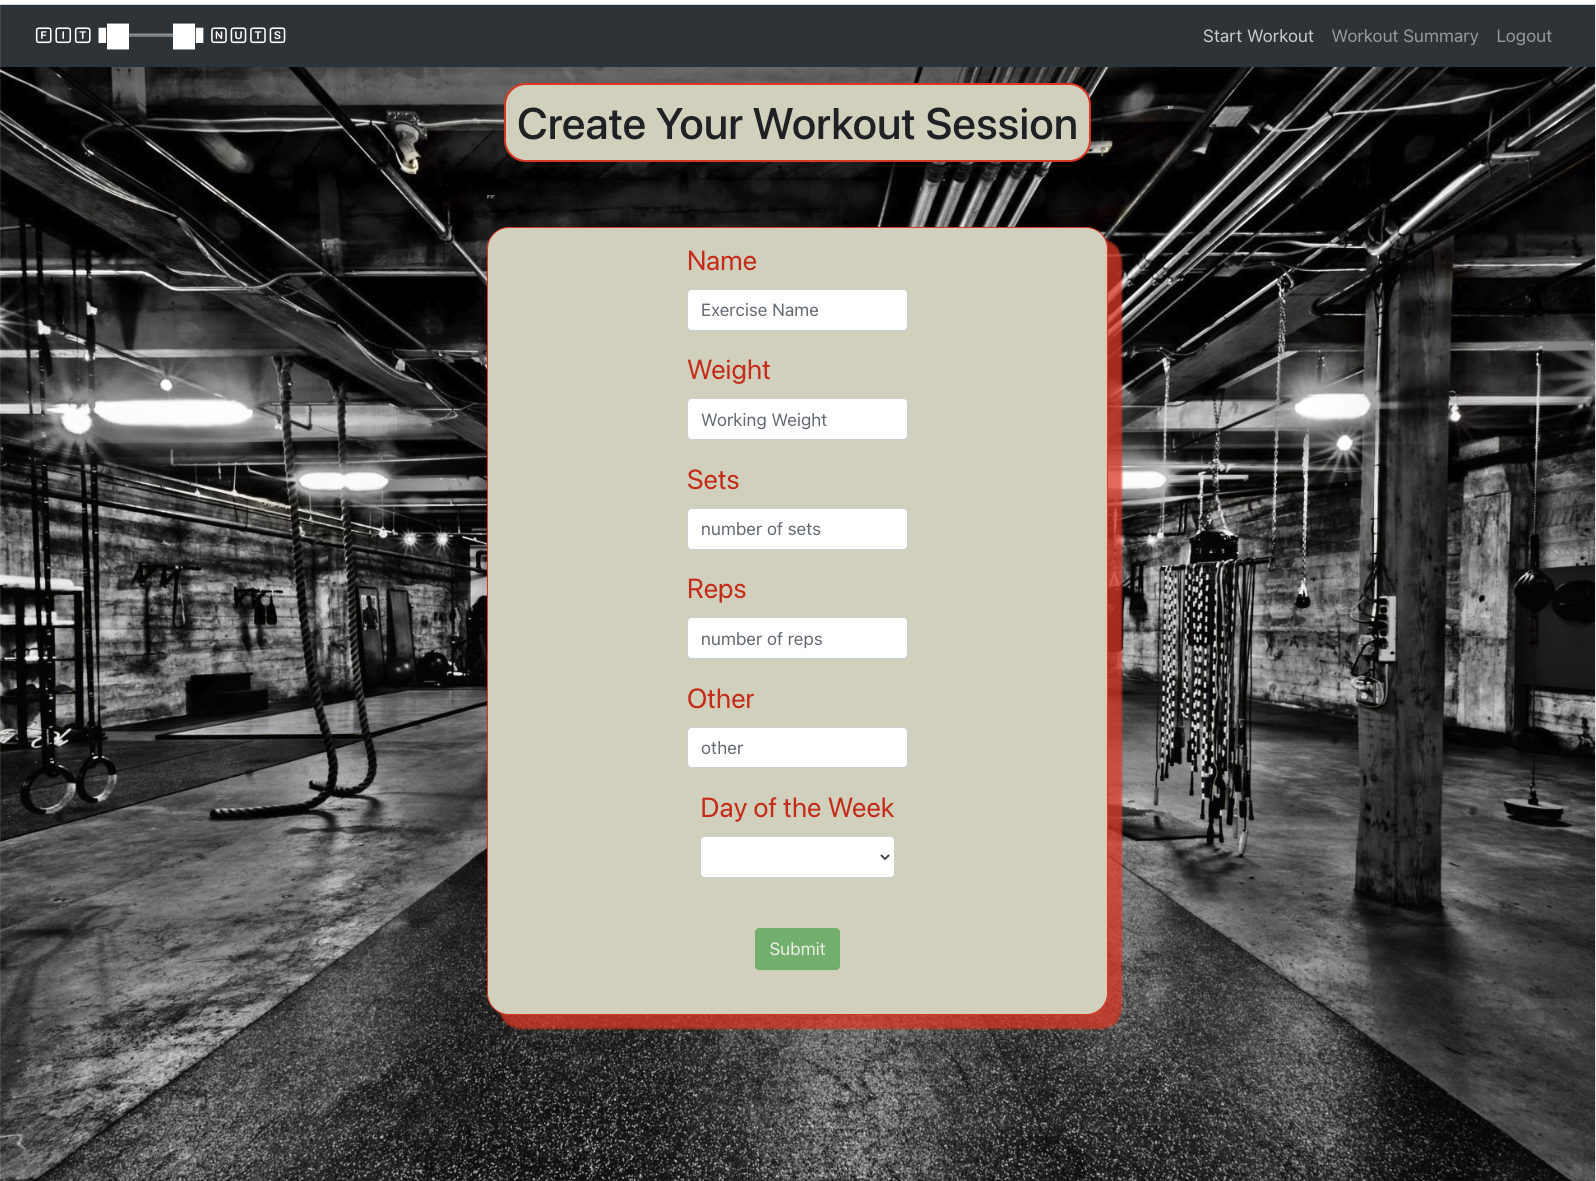 FIT NUTS
Start Workout Workout Summary Logout
Create Your Workout Session
Name
Exercise Name
Weight
Working Weight
Sets
number of sets
Reps
number of reps
Other
other
Day of the Week
Submit